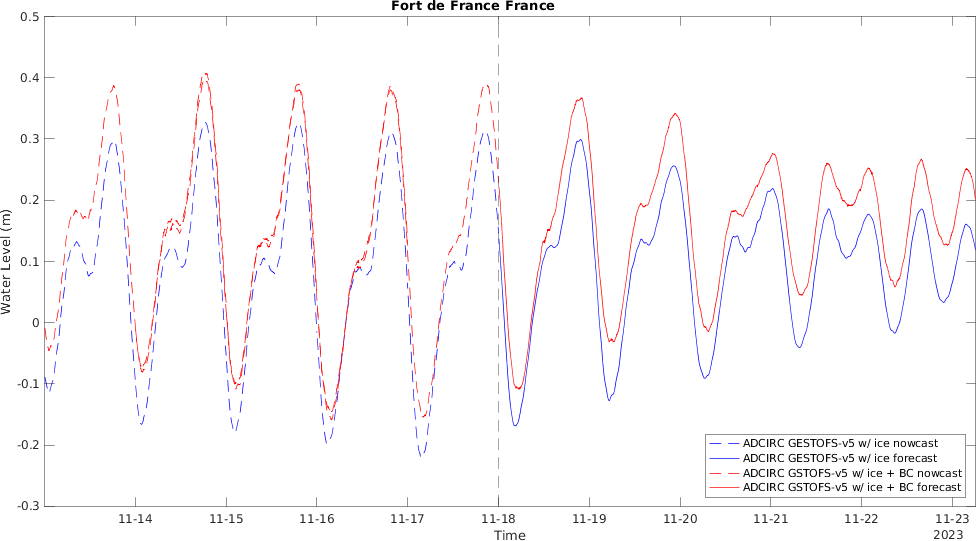 Fort de France France
0.5
0.4
0.3
0.2
0.1
0
-0.1
-0.2
-0.3
Water Level (m)
ADCIRC GESTOFS-v5 w/ ice nowcast
ADCIRC GESTOFS-v5 w/ ice forecast
ADCIRC GSTOFS-v5 w/ ice + BC nowcast
ADCIRC GSTOFS-v5 w/ ice + BC forecast
11-14 11-15 11-16 11-17 11-18 11-19 11-20 11-21 11-22 11-23
Time
2023